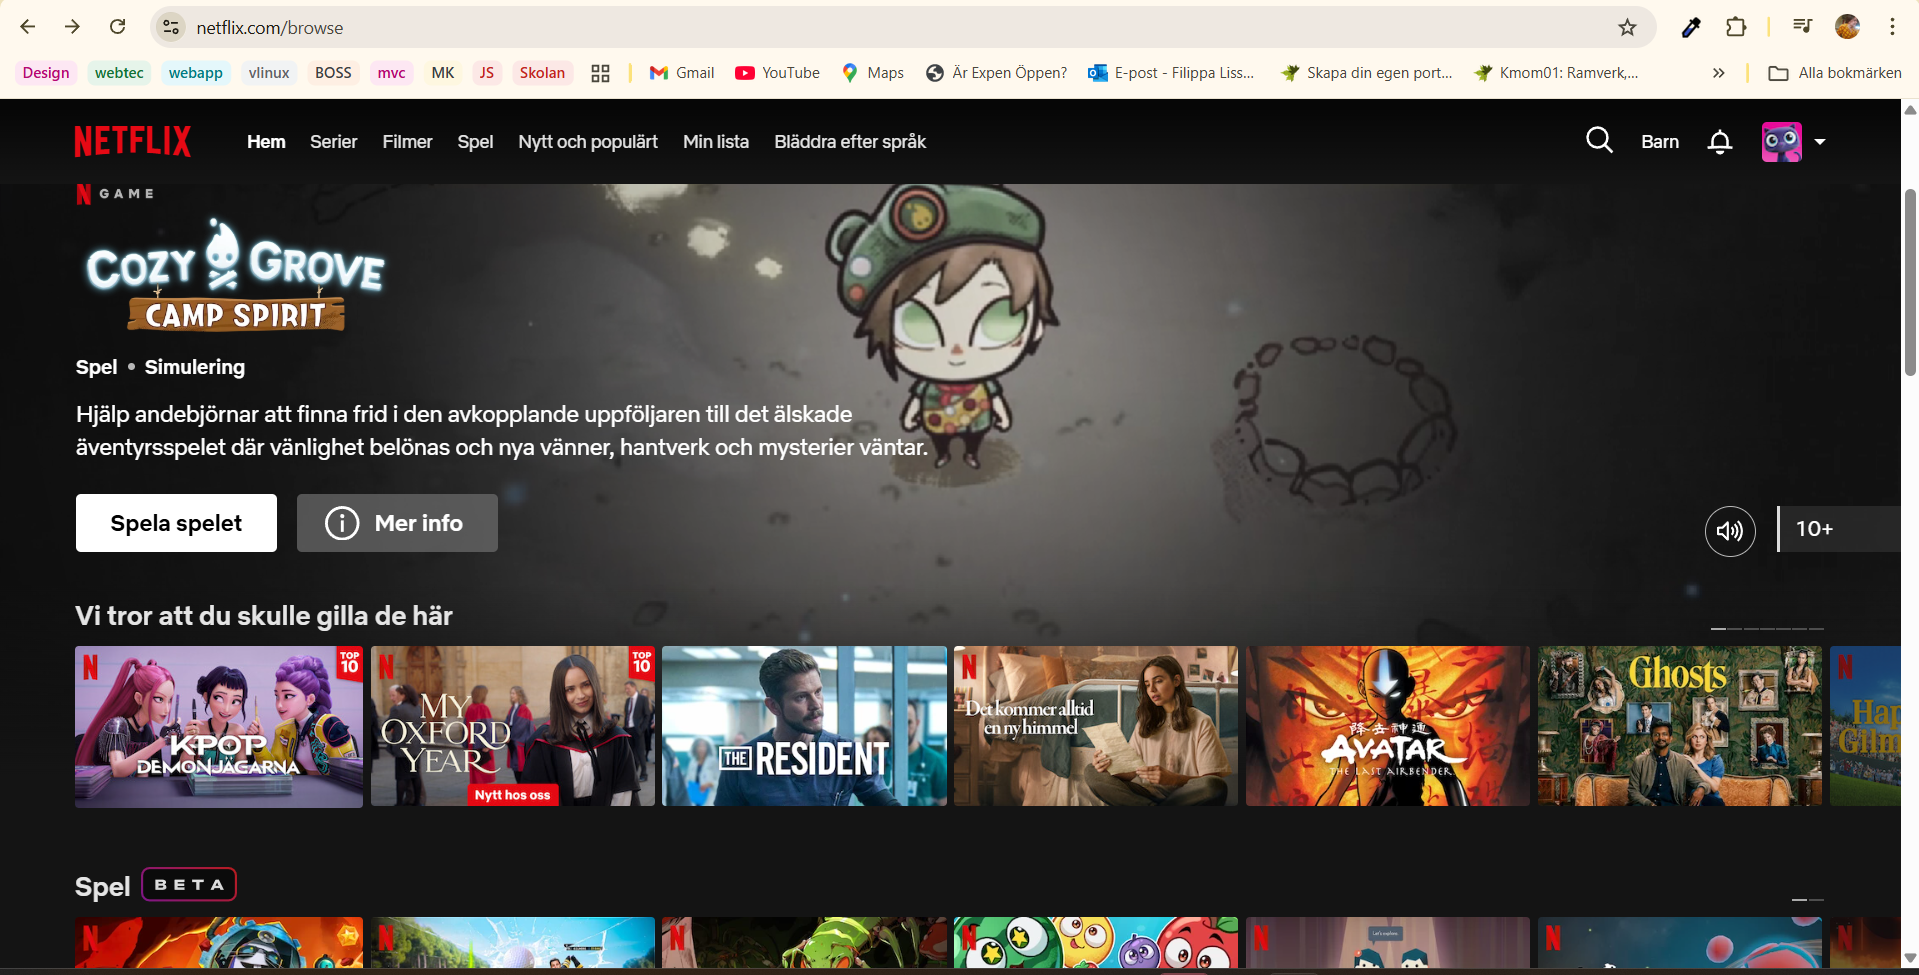 netflix.com/browse
Design webtec webapp vlinux BOSS mvc MK JS Skolan Gmail YouTube Maps Är Expen Öppen? E-post - Filippa Liss... Skapa din egen port... Kmom01: Ramverk,... » Alla bokmärken
NETFLIX Hem Serier Filmer Spel Nytt och populärt Min lista Bläddra efter språk Barn
N GAME
COZY GROVE
CAMP SPIRIT
Spel • Simulering
Hjälp andebjörnar att finna frid i den avkopplande uppföljaren till det älskade
äventyrsspelet där vänlighet belönas och nya vänner, hantverk och mysterier väntar.
Spela spelet Mer info
10+
Vi tror att du skulle gilla de här
N TOP 10
KPOP
DEMONJÄGARNA
N TOP 10
MY
OXFORD
YEAR
Nytt hos oss
THE RESIDENT
N
Det kommer alltid
en ny himmel
降去神通
AVATAR
THE LAST AIRBENDER
Ghosts
N
Hap
Gilm
Spel BETA
N N N N N N N
Let's explore